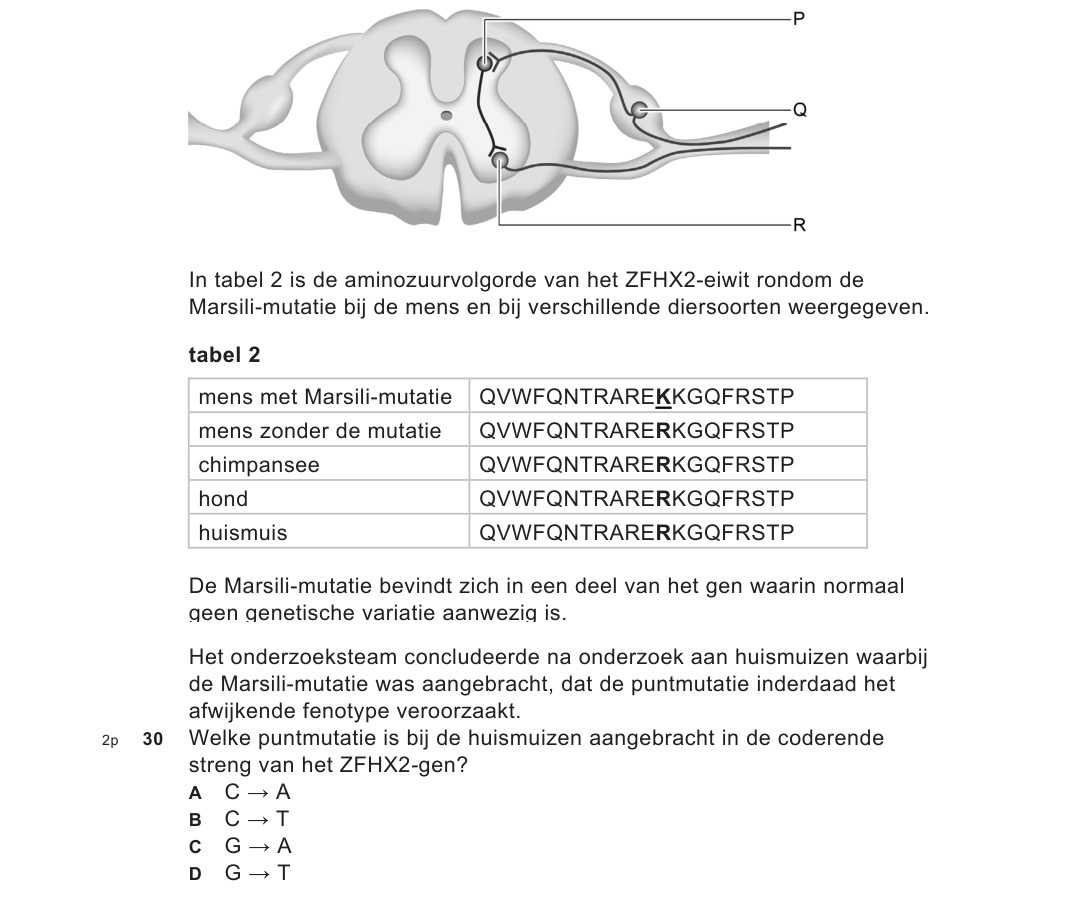 P
Q
R
In tabel 2 is de aminozuurvolgorde van het ZFHX2-eiwit rondom de
Marsili-mutatie bij de mens en bij verschillende diersoorten weergegeven.
tabel 2
mens met Marsili-mutatie QVWFQNTRAREKKGQFRSTP
mens zonder de mutatie QVWFQNTRARERKGQFRSTP
chimpansee QVWFQNTRARERKGQFRSTP
hond QVWFQNTRARERKGQFRSTP
huismuis QVWFQNTRARERKGQFRSTP
De Marsili-mutatie bevindt zich in een deel van het gen waarin normaal
geen genetische variatie aanwezig is.
Het onderzoeksteam concludeerde na onderzoek aan huismuizen waarbij
de Marsili-mutatie was aangebracht, dat de puntmutatie inderdaad het
afwijkende fenotype veroorzaakt.
2p 30 Welke puntmutatie is bij de huismuizen aangebracht in de coderende
streng van het ZFHX2-gen?
A C → A
B C → T
C G → A
D G → T